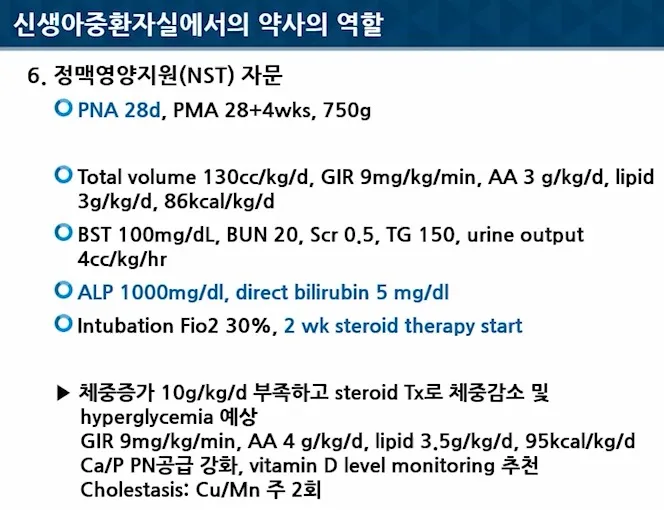 신생아중환자실에서의 약사의 역할
6. 정맥영양지원(NST) 자문
PNA 28d, PMA 28+4wks, 750g
Total volume 130cc/kg/d, GIR 9mg/kg/min, AA 3 g/kg/d, lipid
3g/kg/d, 86kcal/kg/d
BST 100mg/dL, BUN 20, Scr 0.5, TG 150, urine output
4cc/kg/hr
ALP 1000mg/dl, direct bilirubin 5 mg/dl
Intubation Fio2 30%, 2 wk steroid therapy start
▶ 체중증가 10g/kg/d 부족하고 steroid Tx로 체중감소 및
hyperglycemia 예상
GIR 9mg/kg/min, AA 4 g/kg/d, lipid 3.5g/kg/d, 95kcal/kg/d
Ca/P PN공급 강화, vitamin D level monitoring 추천
Cholestasis: Cu/Mn 주 2회